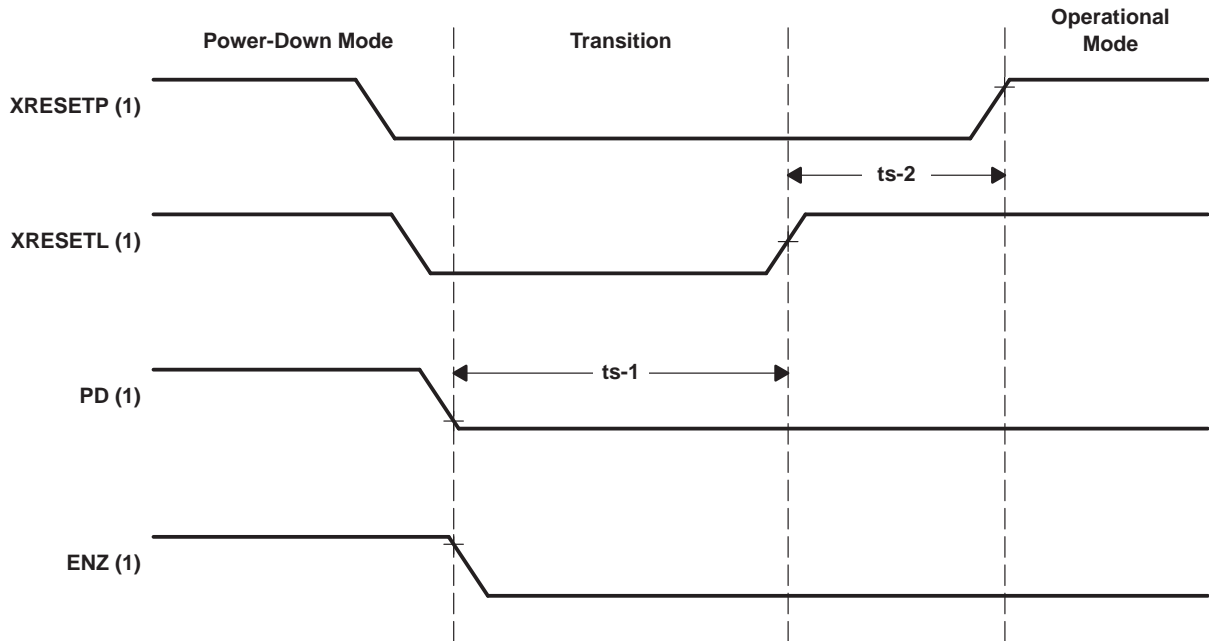 Power-Down Mode
Transition
Operational
Mode
XRESETP (1)
ts-2
XRESETL (1)
ts-1
PD (1)
ENZ (1)